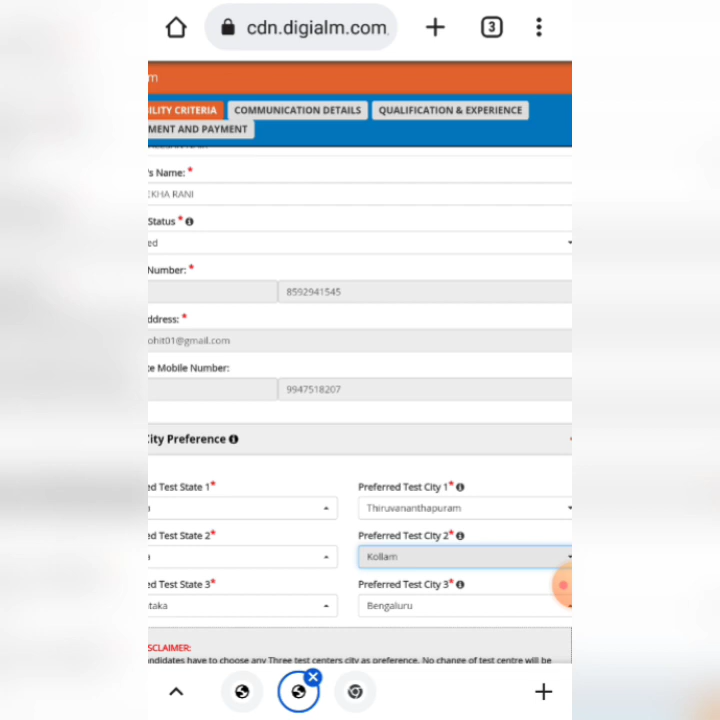 cdn.digialm.com
3
m
ILITY CRITERIA COMMUNICATION DETAILS QUALIFICATION & EXPERIENCE
MENT AND PAYMENT
's Name: *
EKHA RANI
Status *
ed
Number: *
8592941545
ddress: *
ohit01@gmail.com
te Mobile Number:
9947518207
City Preference
ed Test State 1* Preferred Test City 1*
Thiruvananthapuram
ed Test State 2* Preferred Test City 2*
Kollam
ed Test State 3* Preferred Test City 3*
taka Bengaluru
SCLAIMER:
ndidates have to choose any Three test centers city as preference. No change of test centre will be